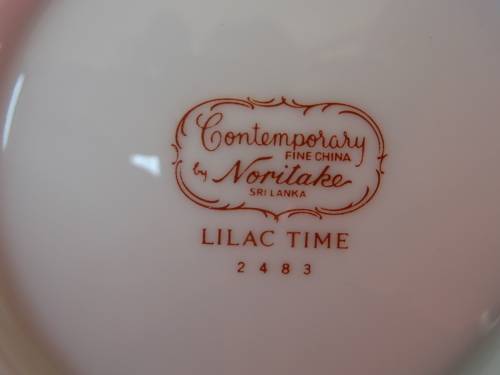 Contemporary
FINE CHINA
by Noritake
SRI LANKA
LILAC TIME
2483